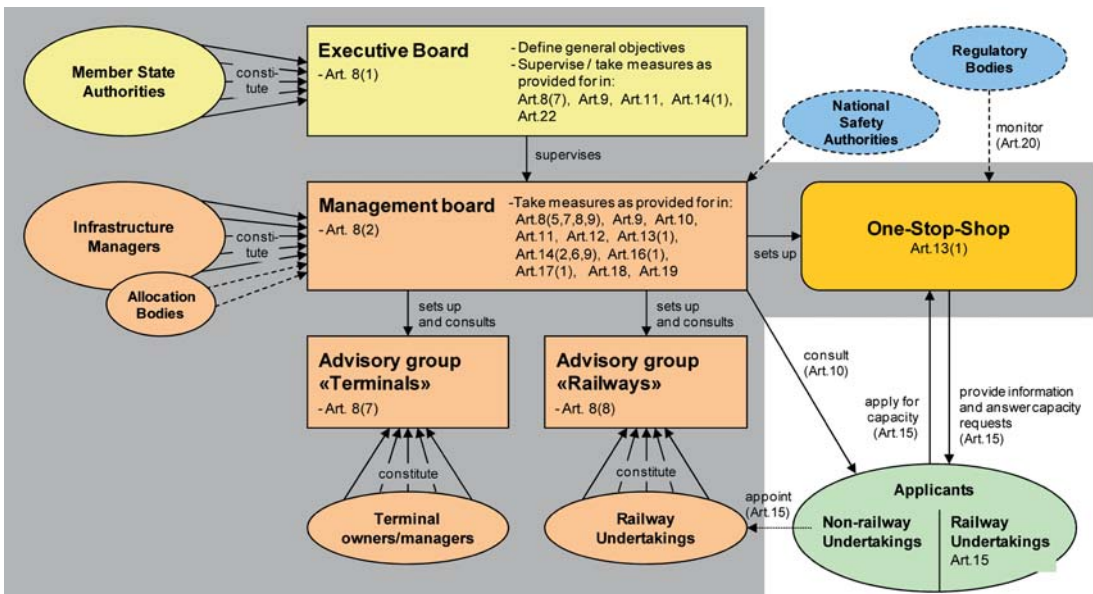 Member State
Authorities
consti-
tute
Executive Board
- Art. 8(1)
- Define general objectives
- Supervise / take measures as
provided for in:
Art.8(7), Art.9, Art.11, Art.14(1),
Art.22
Regulatory
Bodies
National
Safety
Authorities
monitor
(Art.20)
supervises
Infrastructure
Managers
consti-
tute
Allocation
Bodies
Management board
- Art. 8(2)
- Take measures as provided for in:
Art.8(5,7,8,9), Art.9, Art.10,
Art.11, Art.12, Art.13(1),
Art.14(2,6,9), Art.16(1),
Art.17(1), Art.18, Art.19
sets up
One-Stop-Shop
Art.13(1)
sets up
and consults
sets up
and consults
Advisory group
«Terminals»
- Art. 8(7)
Advisory group
«Railways»
- Art. 8(8)
consult
(Art.10)
apply for
capacity
(Art.15)
provide information
and answer capacity
requests
(Art.15)
constitute
constitute
Terminal
owners/managers
Railway
Undertakings
appoint
(Art.15)
Applicants
Non-railway
Undertakings
Railway
Undertakings
Art.15